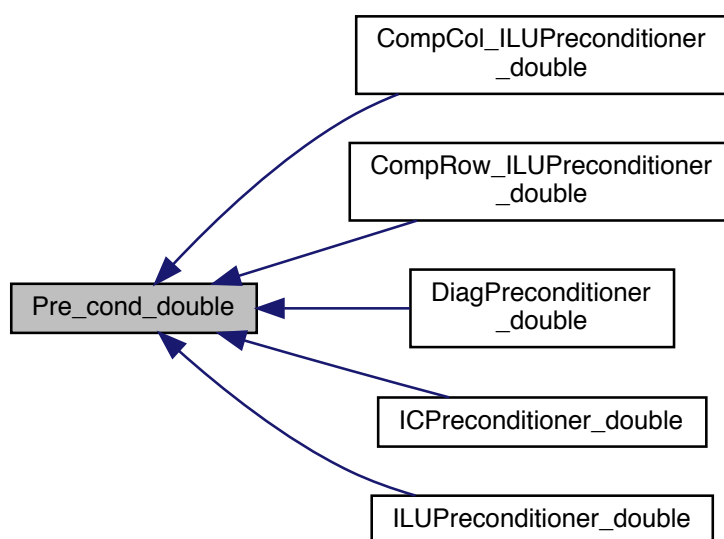 CompCol_ILUPreconditioner
_double
CompRow_ILUPreconditioner
_double
Pre_cond_double
DiagPreconditioner
_double
ICPreconditioner_double
ILUPreconditioner_double